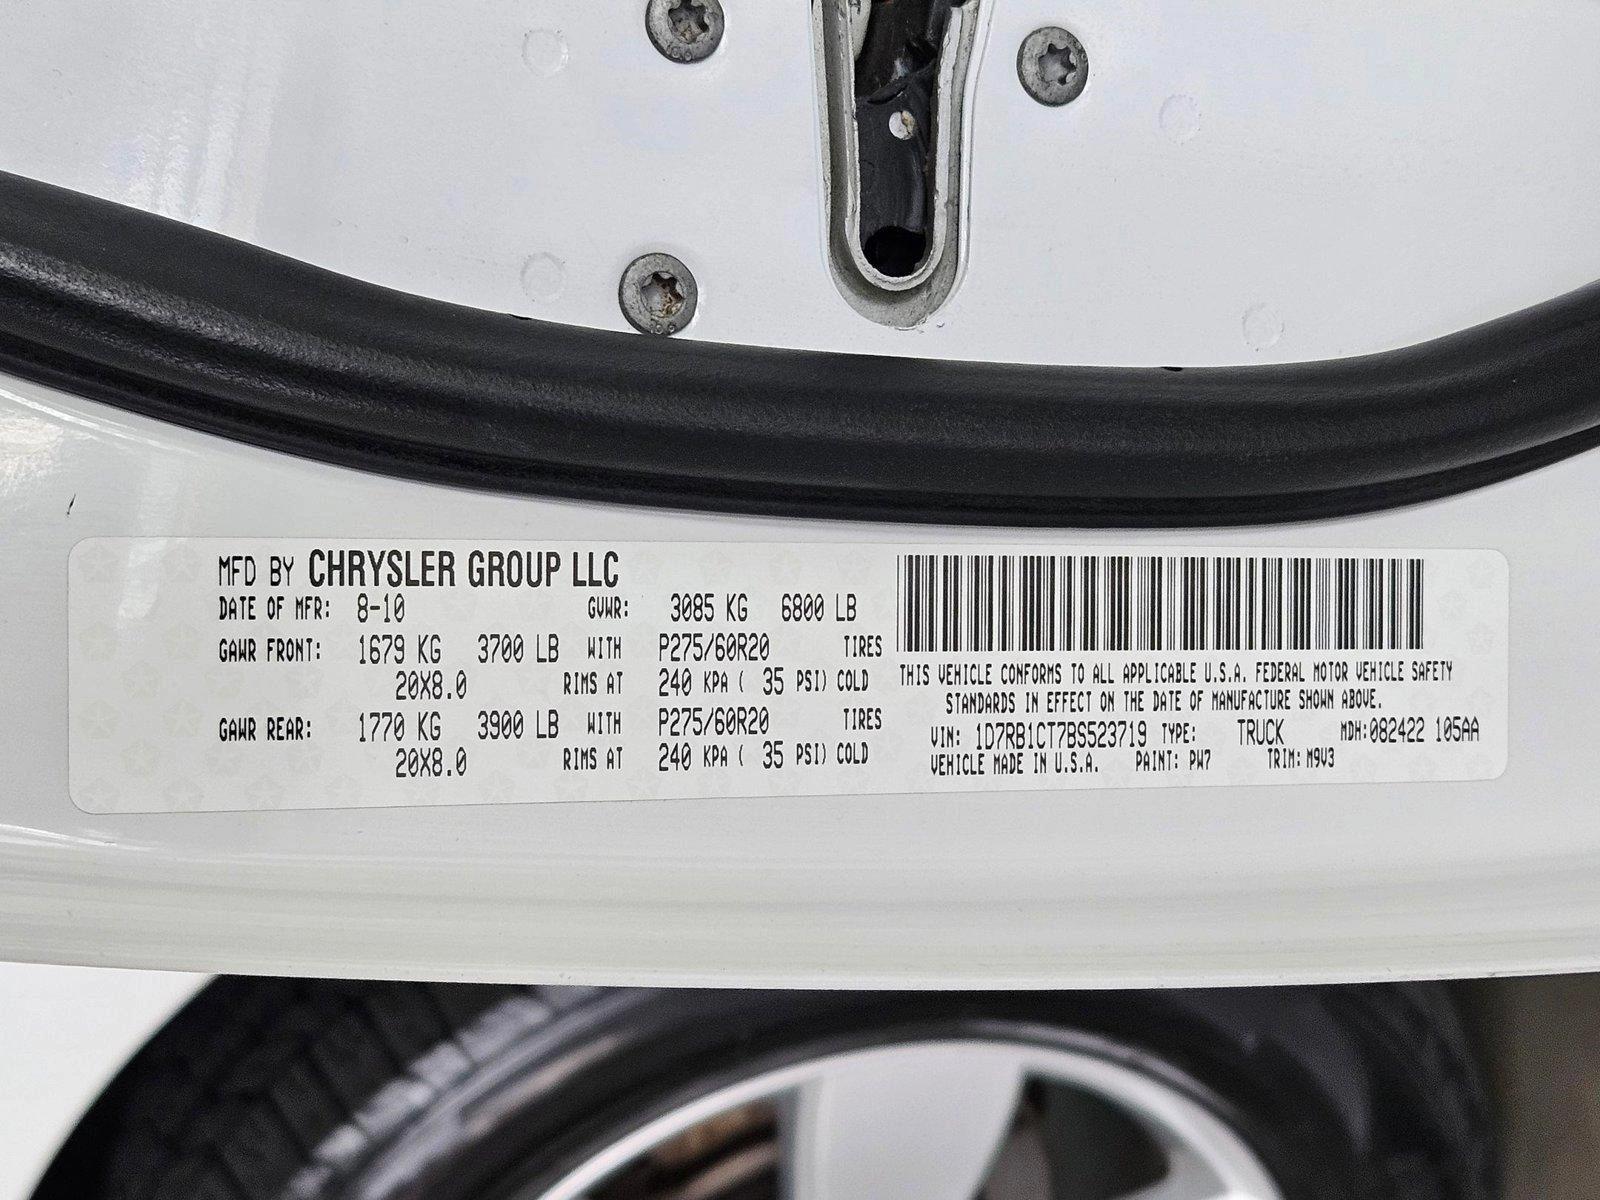 MFD BY CHRYSLER GROUP LLC
DATE OF MFR: 8-10 GVWR: 3085 KG 6800 LB
GAWR FRONT: 1679 KG 3700 LB WITH P275/60R20 TIRES
20X8.0 RIMS AT 240 KPA ( 35 PSI) COLD
GAWR REAR: 1770 KG 3900 LB WITH P275/60R20 TIRES
20X8.0 RIMS AT 240 KPA ( 35 PSI) COLD
THIS VEHICLE CONFORMS TO ALL APPLICABLE U.S.A. FEDERAL MOTOR VEHICLE SAFETY
STANDARDS IN EFFECT ON THE DATE OF MANUFACTURE SHOWN ABOVE.
VIN: 1D7RB1CT7BS523719 TYPE: TRUCK MDH:082422 105AA
VEHICLE MADE IN U.S.A. PAINT: PW7 TRIM: M9V3